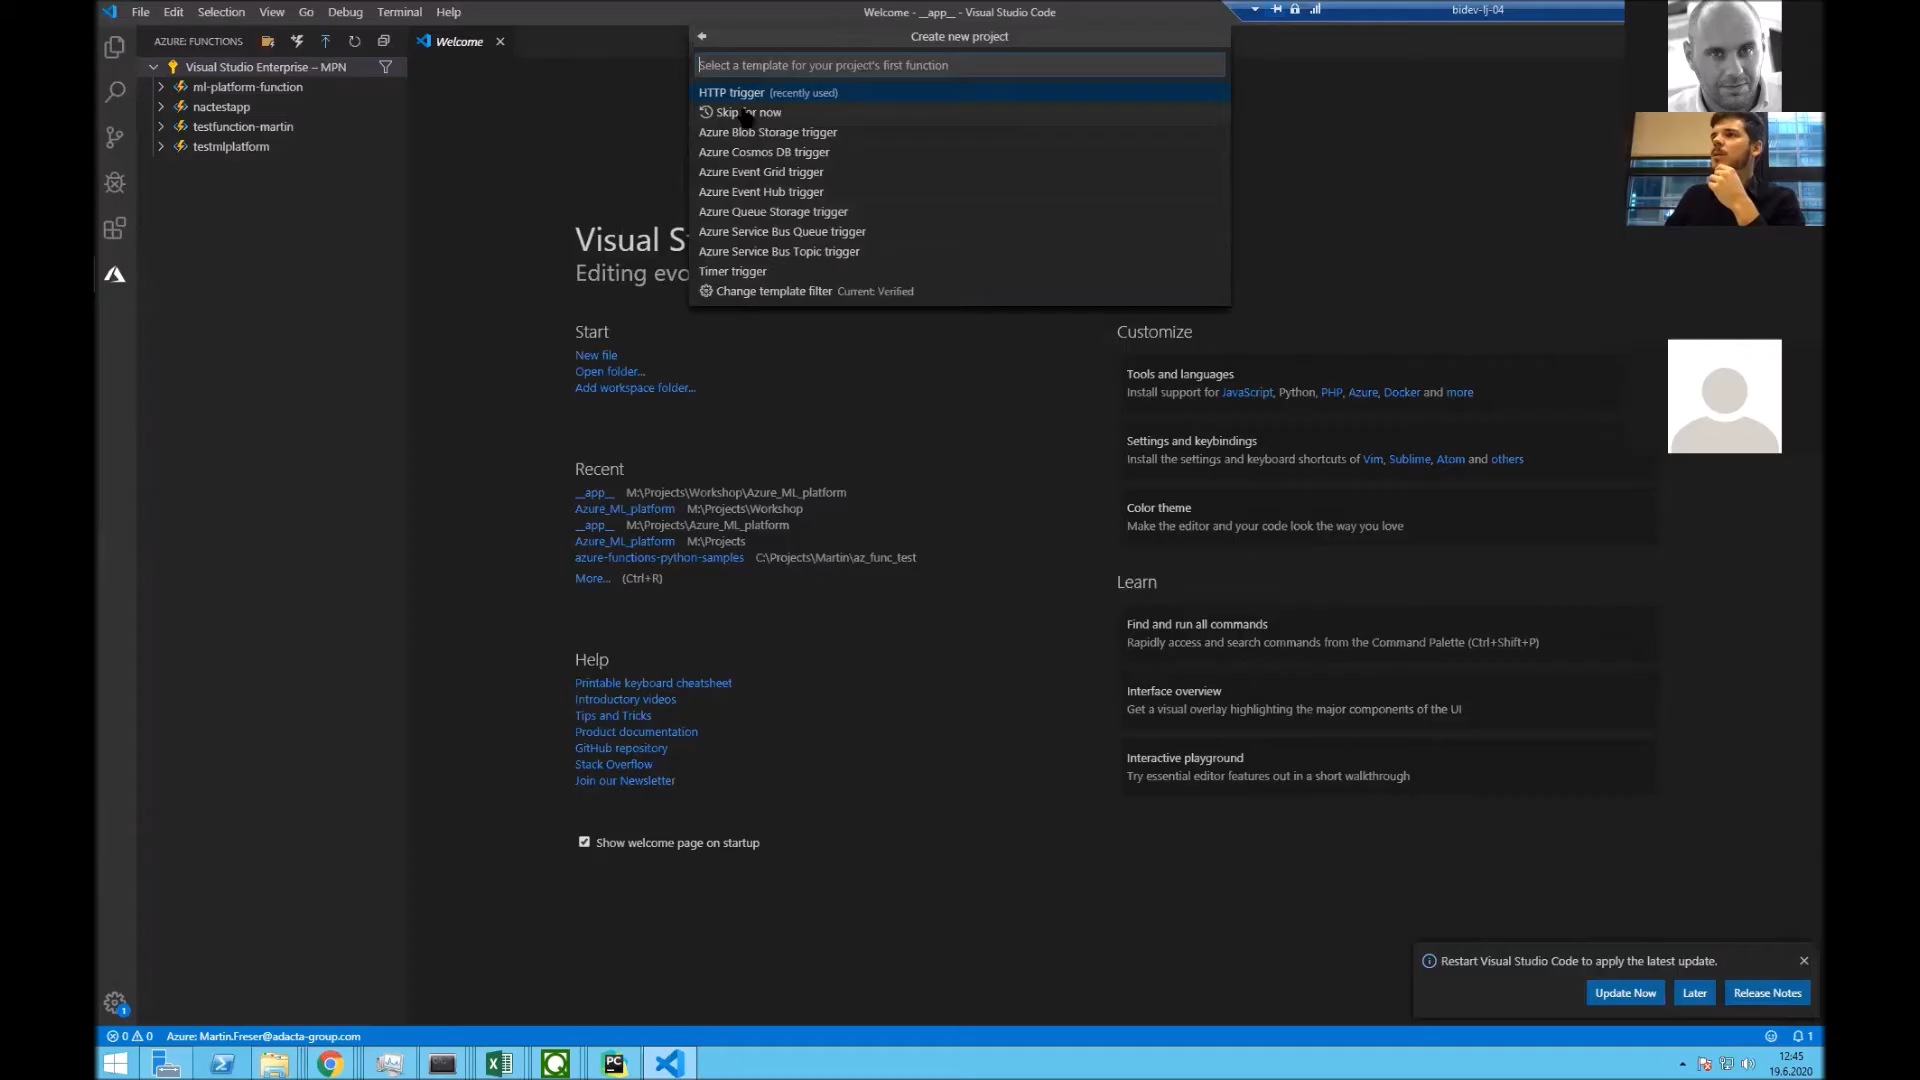 File Edit Selection View Go Debug Terminal Help
Welcome - __app__ - Visual Studio Code
bidev-lj-04
AZURE: FUNCTIONS
Welcome
Create new project
Select a template for your project's first function
Visual Studio Enterprise – MPN
ml-platform-function
nactestapp
testfunction-martin
testmlplatform
HTTP trigger (recently used)
Skip for now
Azure Blob Storage trigger
Azure Cosmos DB trigger
Azure Event Grid trigger
Azure Event Hub trigger
Azure Queue Storage trigger
Azure Service Bus Queue trigger
Azure Service Bus Topic trigger
Timer trigger
Change template filter Current: Verified
Visual S
Editing evo
Start
New file
Open folder...
Add workspace folder...
Recent
__app__ M:\Projects\Workshop\Azure_ML_platform
Azure_ML_platform M:\Projects\Workshop
__app__ M:\Projects\Azure_ML_platform
Azure_ML_platform M:\Projects
azure-functions-python-samples C:\Projects\Martin\az_func_test
More... (Ctrl+R)
Help
Printable keyboard cheatsheet
Introductory videos
Tips and Tricks
Product documentation
GitHub repository
Stack Overflow
Join our Newsletter
Show welcome page on startup
Customize
Tools and languages
Install support for JavaScript, Python, PHP, Azure, Docker and more
Settings and keybindings
Install the settings and keyboard shortcuts of Vim, Sublime, Atom and others
Color theme
Make the editor and your code look the way you love
Learn
Find and run all commands
Rapidly access and search commands from the Command Palette (Ctrl+Shift+P)
Interface overview
Get a visual overlay highlighting the major components of the UI
Interactive playground
Try essential editor features out in a short walkthrough
Restart Visual Studio Code to apply the latest update.
Update Now Later Release Notes
1
0 0 Azure: Martin.Freser@adacta-group.com
1
PC
12:45
19.6.2020